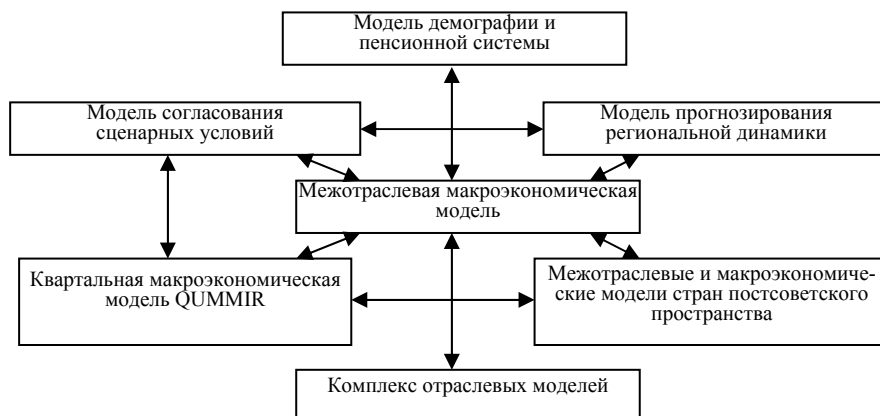 Модель демографии и
пенсионной системы
Модель согласования
сценарных условий
Модель прогнозирования
региональной динамики
Межотраслевая макроэкономическая
модель
Квартальная макроэкономическая
модель QUMMIR
Межотраслевые и макроэкономиче-
ские модели стран постсоветского
пространства
Комплекс отраслевых моделей